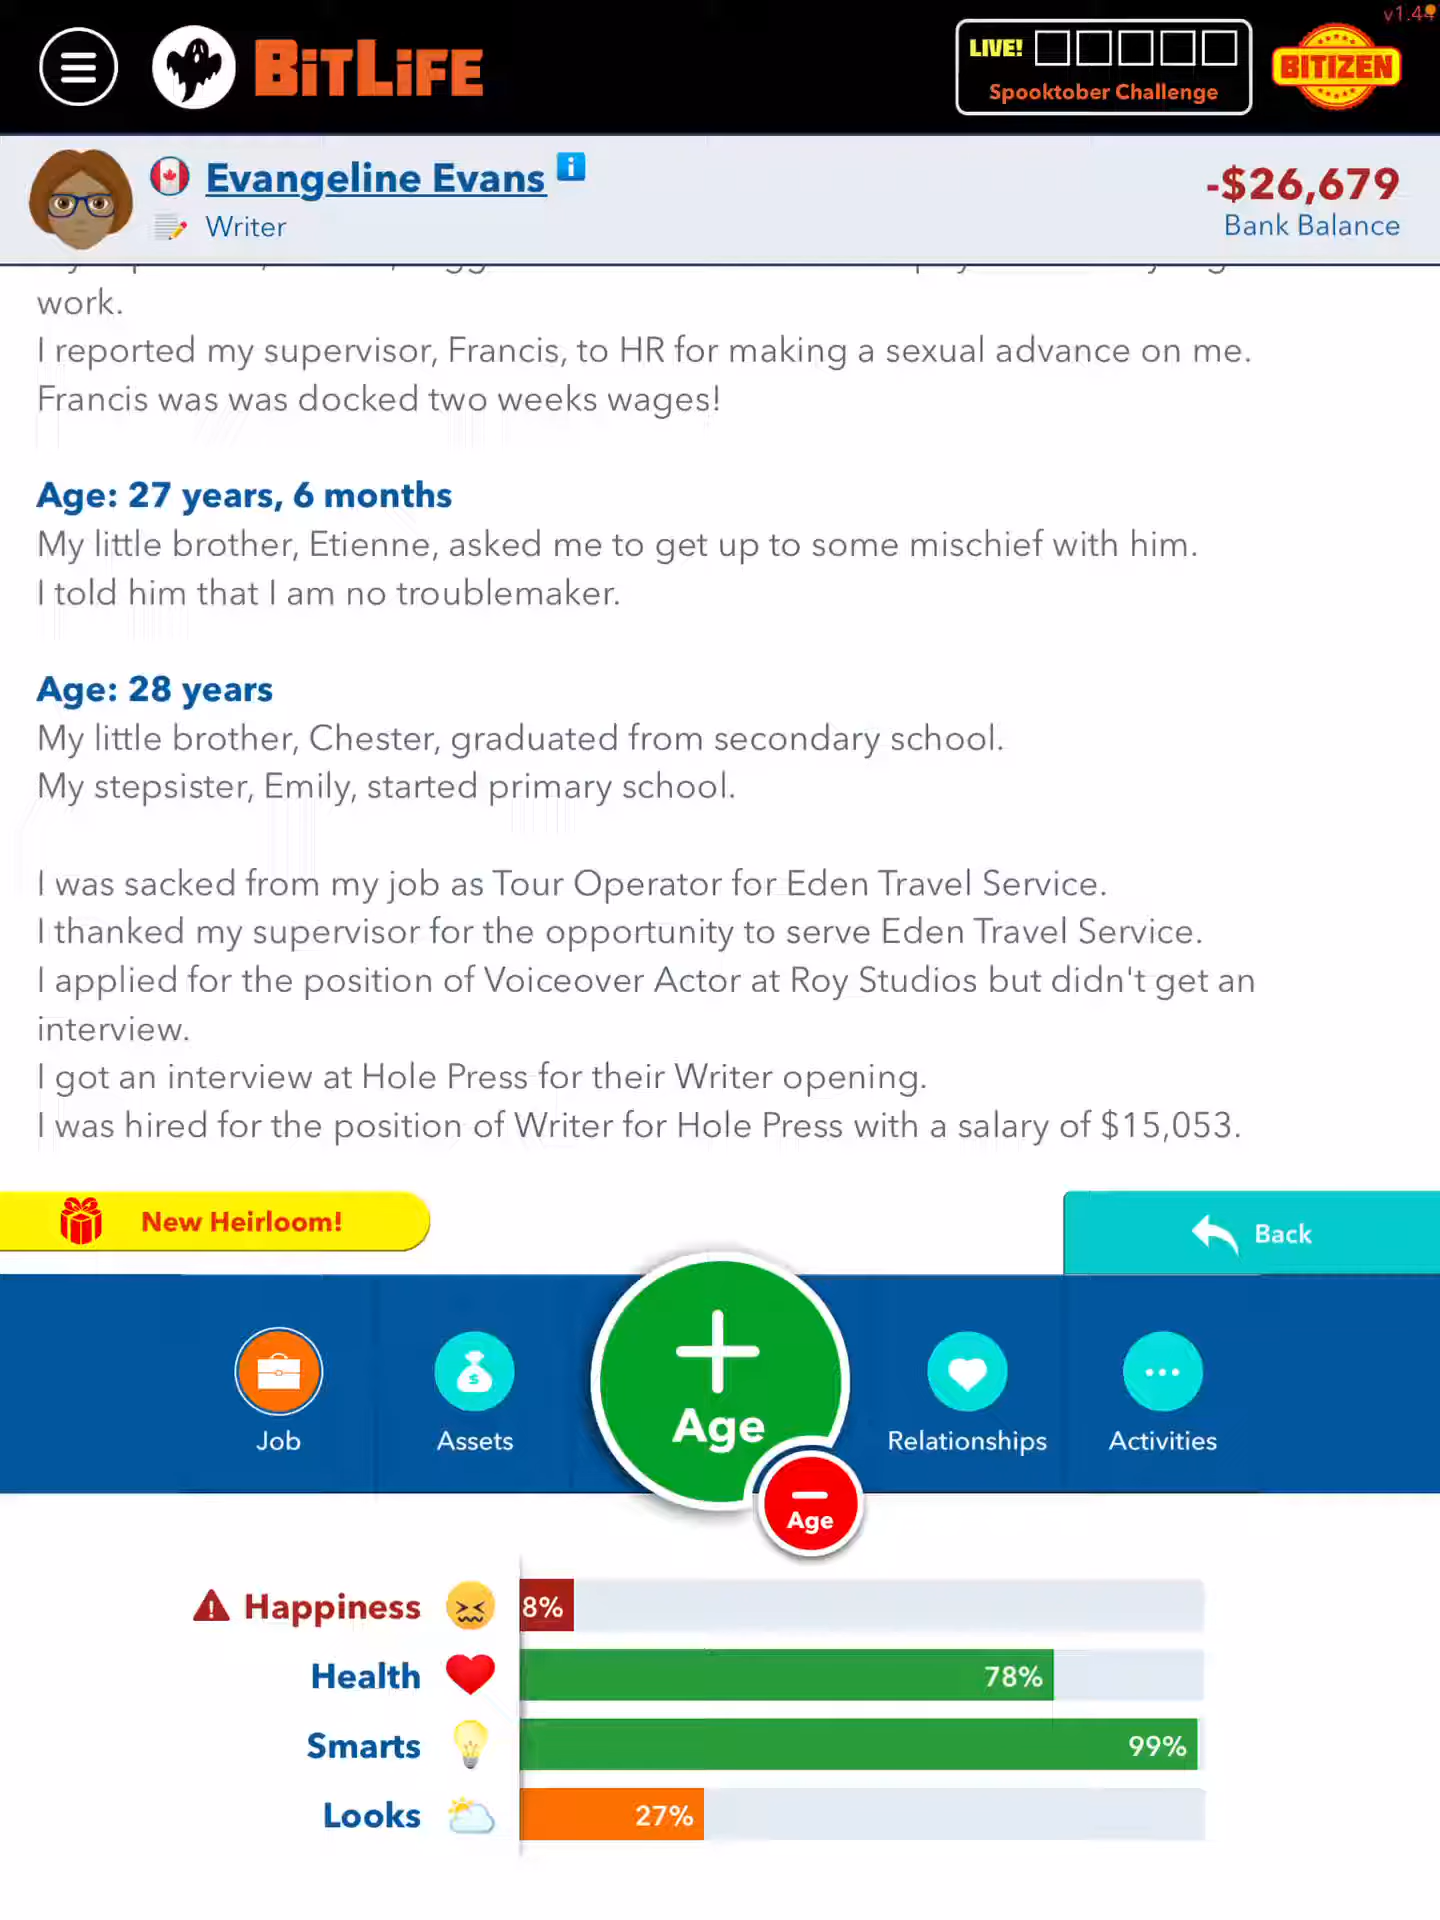 v1.44
BITLIFE
LIVE!
Spooktober Challenge
BITIZEN
Evangeline Evans
-$26,679
Writer
Bank Balance
work.
I reported my supervisor, Francis, to HR for making a sexual advance on me.
Francis was was docked two weeks wages!
Age: 27 years, 6 months
My little brother, Etienne, asked me to get up to some mischief with him.
I told him that I am no troublemaker.
Age: 28 years
My little brother, Chester, graduated from secondary school.
My stepsister, Emily, started primary school.
I was sacked from my job as Tour Operator for Eden Travel Service.
I thanked my supervisor for the opportunity to serve Eden Travel Service.
I applied for the position of Voiceover Actor at Roy Studios but didn't get an
interview.
I got an interview at Hole Press for their Writer opening.
I was hired for the position of Writer for Hole Press with a salary of $15,053.
New Heirloom!
Back
Job
Assets
Age
Relationships
Activities
Age
Happiness 8%
Health 78%
Smarts 99%
Looks 27%